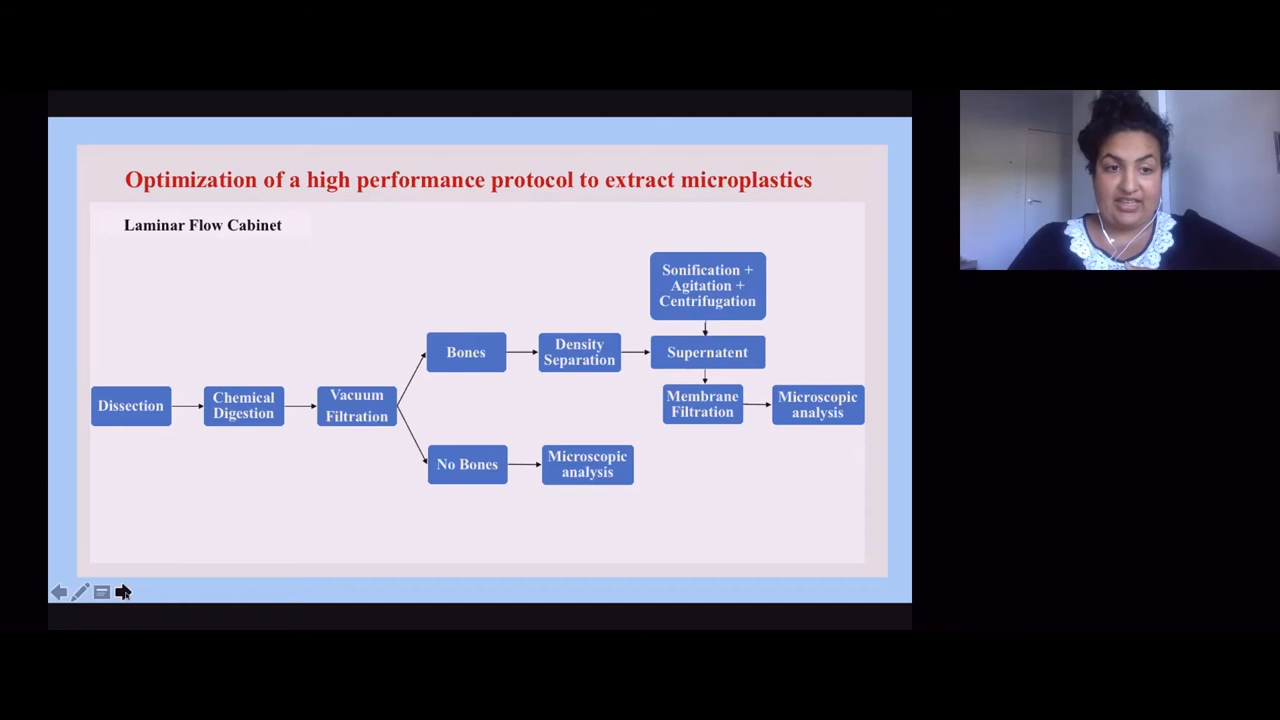 Optimization of a high performance protocol to extract microplastics
Laminar Flow Cabinet
Dissection
Chemical
Digestion
Vacuum
Filtration
Bones
Density
Separation
Sonification +
Agitation +
Centrifugation
Supernatent
Membrane
Filtration
Microscopic
analysis
No Bones
Microscopic
analysis